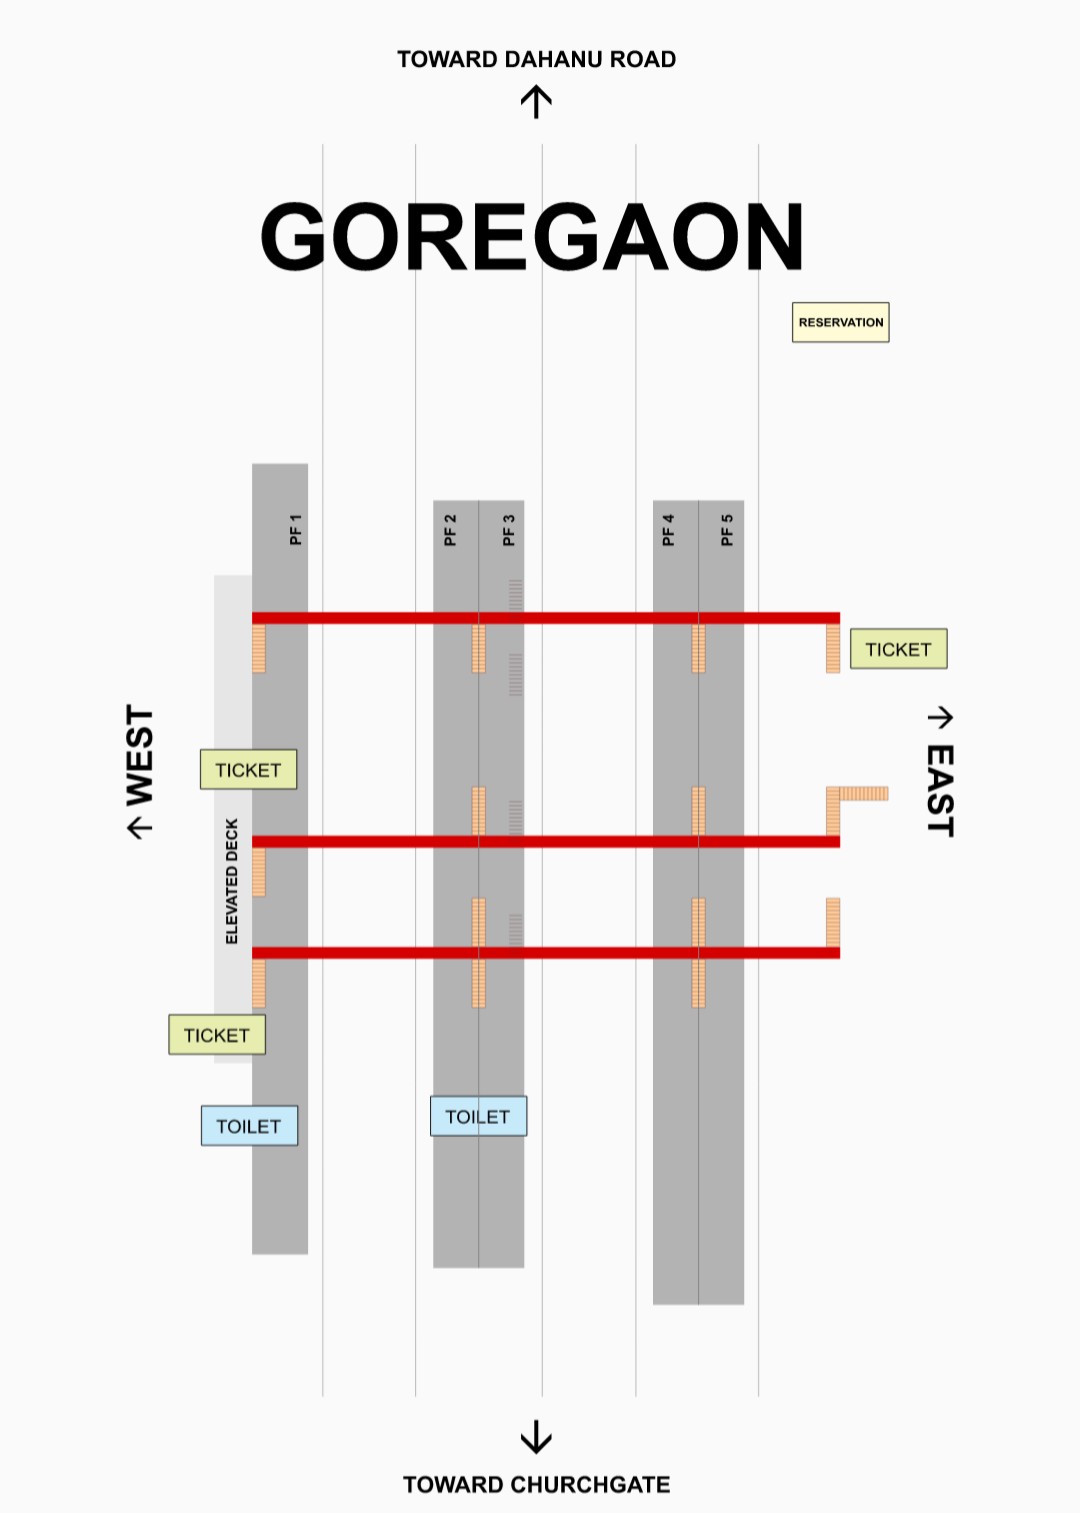 TOWARD DAHANU ROAD
GOREGAON
RESERVATION
PF 1
PF 2
PF 3
PF 4
PF 5
TICKET
WEST
TICKET
EAST
ELEVATED DECK
TICKET
TOILET
TOILET
TOWARD CHURCHGATE